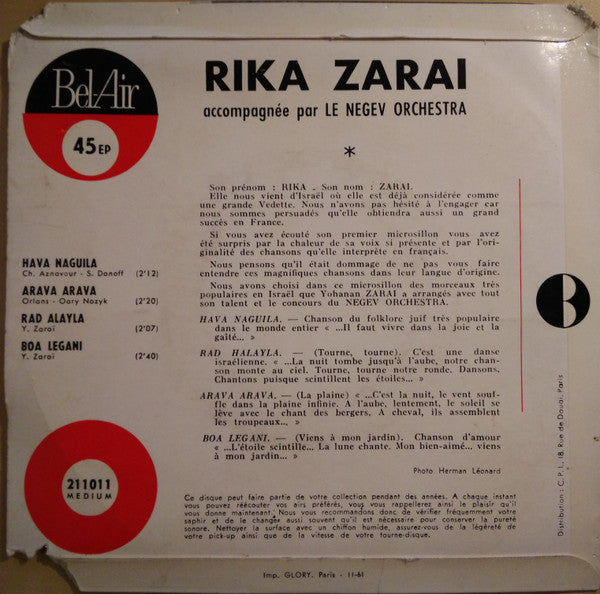 Bel-Air
45 EP
RIKA ZARAI
accompagnée par LE NEGEV ORCHESTRA
*
HAVA NAGUILA
Ch. Aznavour - S. Danoff (2'12)
ARAVA ARAVA
Orlans - Oary Nozyk (2'20)
RAD ALAYLA
Y. Zarai (2'07)
BOA LEGANI
Y. Zarai (2'40)
211011
MEDIUM
Son prénom : RIKA - Son nom : ZARAI.
Elle nous vient d'Israël où elle est déjà considérée comme
une grande Vedette. Nous n'avons pas hésité à l'engager car
nous sommes persuadés qu'elle obtiendra aussi un grand
succès en France.
Si vous avez écouté son premier microsillon vous avez
été surpris par la chaleur de sa voix si présente et par l'ori-
ginalité des chansons qu'elle interprète en français.
Nous pensons qu'il était dommage de ne pas vous faire
entendre ces magnifiques chansons dans leur langue d'origine.
Nous avons choisi dans ce microsillon des morceaux très
populaires en Israël que Yohanan ZARAI a arrangés avec tout
son talent et le concours du NEGEV ORCHESTRA.
HAVA NAGUILA. — Chanson du folklore juif très populaire
dans le monde entier « ...Il faut vivre dans la joie et la
gaîté... »
RAD HALAYLA. — (Tourne, tourne). C'est une danse
israélienne. « ...La nuit tombe jusqu'à l'aube, notre chan-
son monte au ciel. Tourne, tourne notre ronde. Dansons,
Chantons puisque scintillent les étoiles... »
ARAVA ARAVA. — (La plaine) « ...C'est la nuit, le vent souf-
fle dans la plaine infinie. A l'aube, lentement, le soleil se
lève avec le chant des bergers. A cheval, ils assemblent
les troupeaux... »
BOA LEGANI. — (Viens à mon jardin). Chanson d'amour
« ...L'étoile scintille... La lune chante. Mon bien-aimé... viens
à mon jardin... »
Photo Herman Léonard
Ce disque peut faire partie de votre collection pendant des années. A chaque instant
vous pouvez réécouter vos airs préférés, vous vous rappellerez ainsi le plaisir qu'il
vous donne maintenant. Nous vous recommandons donc de vérifier fréquemment votre
saphir et de le changer aussi souvent qu'il est nécessaire pour conserver la pureté
sonore. Nettoyer la surface avec un chiffon humide, assurez-vous de la légèreté de
votre pick-up ainsi que de la vitesse de votre tourne-disque.
B
Distribution : C. P. I., 18, Rue de Douai, Paris
Imp. GLORY, Paris - 11-61